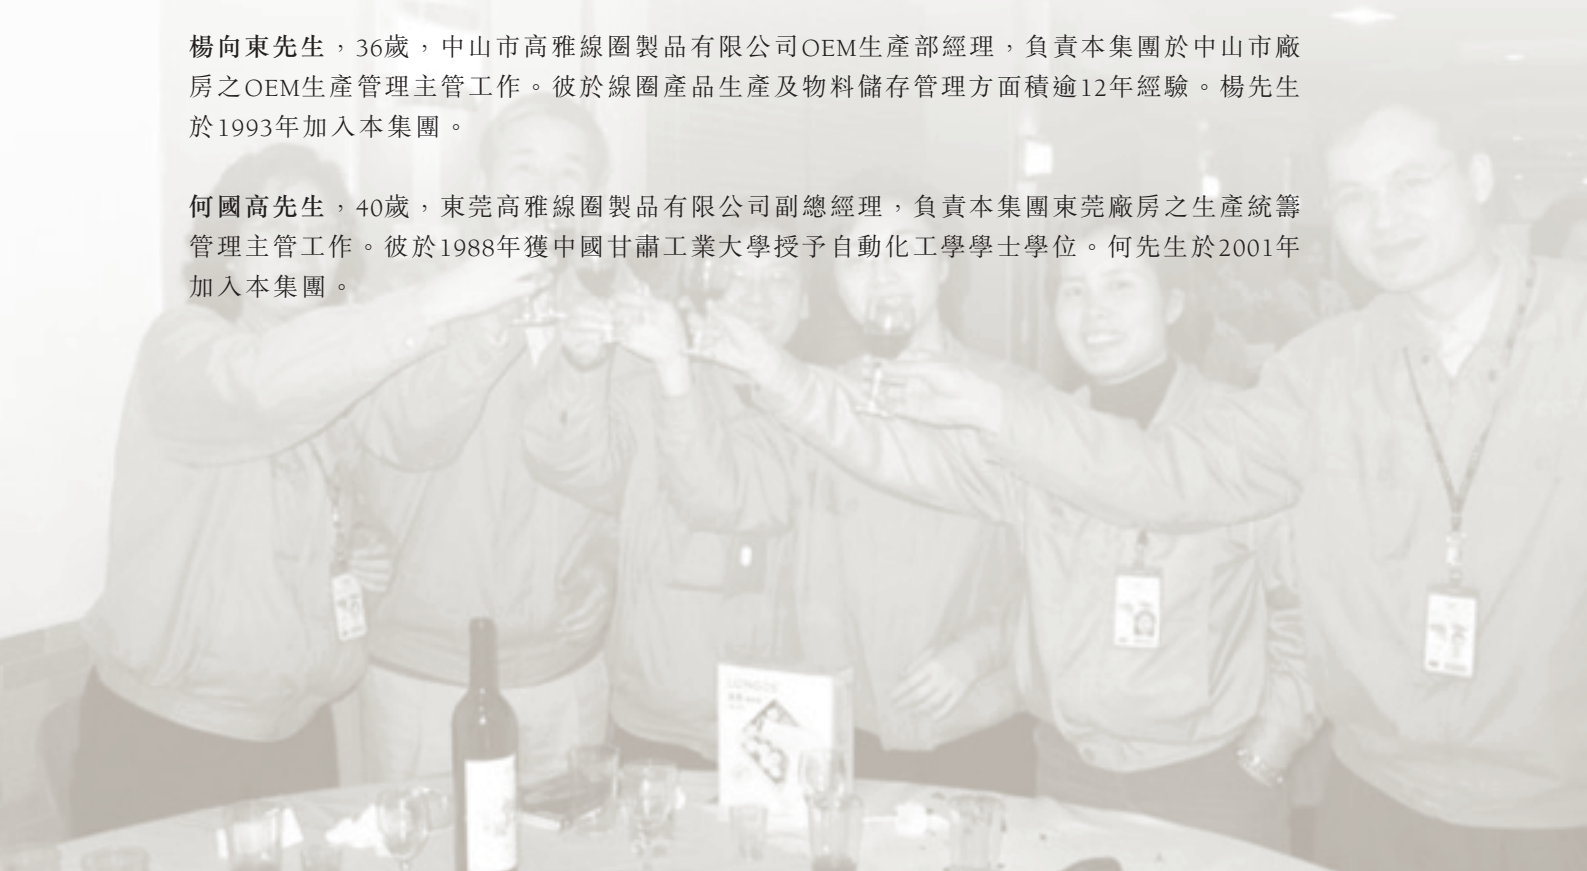 楊向東先生，36歲，中山市高雅線圈製品有限公司OEM生產部經理，負責本集團於中山市廠
房之OEM生產管理主管工作。彼於線圈產品生產及物料儲存管理方面積逾12年經驗。楊先生
於1993年加入本集團。
何國高先生，40歲，東莞高雅線圈製品有限公司副總經理，負責本集團東莞廠房之生產統籌
管理主管工作。彼於1988年獲中國甘肅工業大學授予自動化工學學士學位。何先生於2001年
加入本集團。